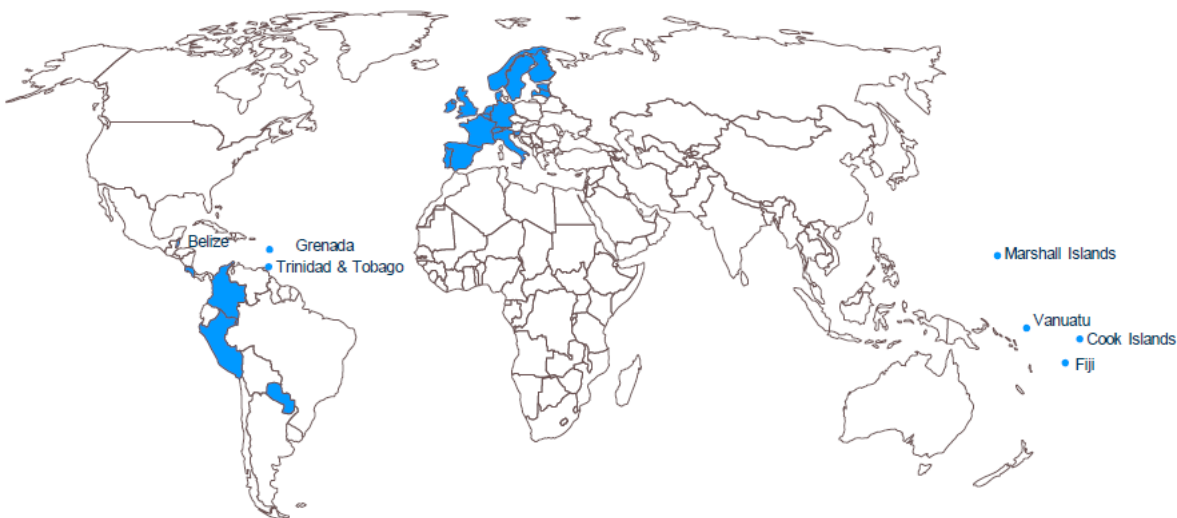 Belize
Grenada
Trinidad & Tobago
Marshall Islands
Vanuatu
Cook Islands
Fiji